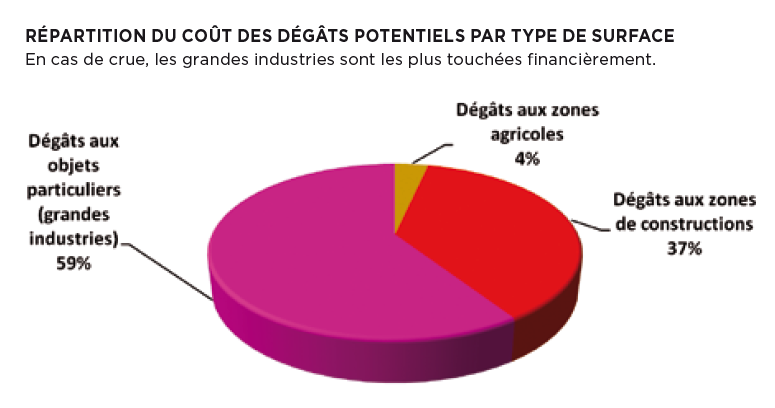 RÉPARTITION DU COÛT DES DÉGÂTS POTENTIELS PAR TYPE DE SURFACE
En cas de crue, les grandes industries sont les plus touchées financièrement.
Dégâts aux zones
agricoles
4%
Dégâts aux
objets
particuliers
(grandes
industries)
59%
Dégâts aux zones
de constructions
37%